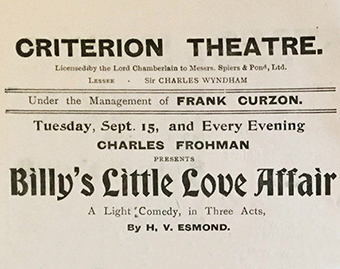 CRITERION THEATRE.
Licensed by the Lord Chamberlain to Messrs. Spiers & Pond, Ltd.
Lessee - Sir CHARLES WYNDHAM
Under the Management of FRANK CURZON.
Tuesday, Sept. 15, and Every Evening
CHARLES FROHMAN
PRESENTS
Billy's Little Love Affair
A Light Comedy, in Three Acts,
By H. V. ESMOND.